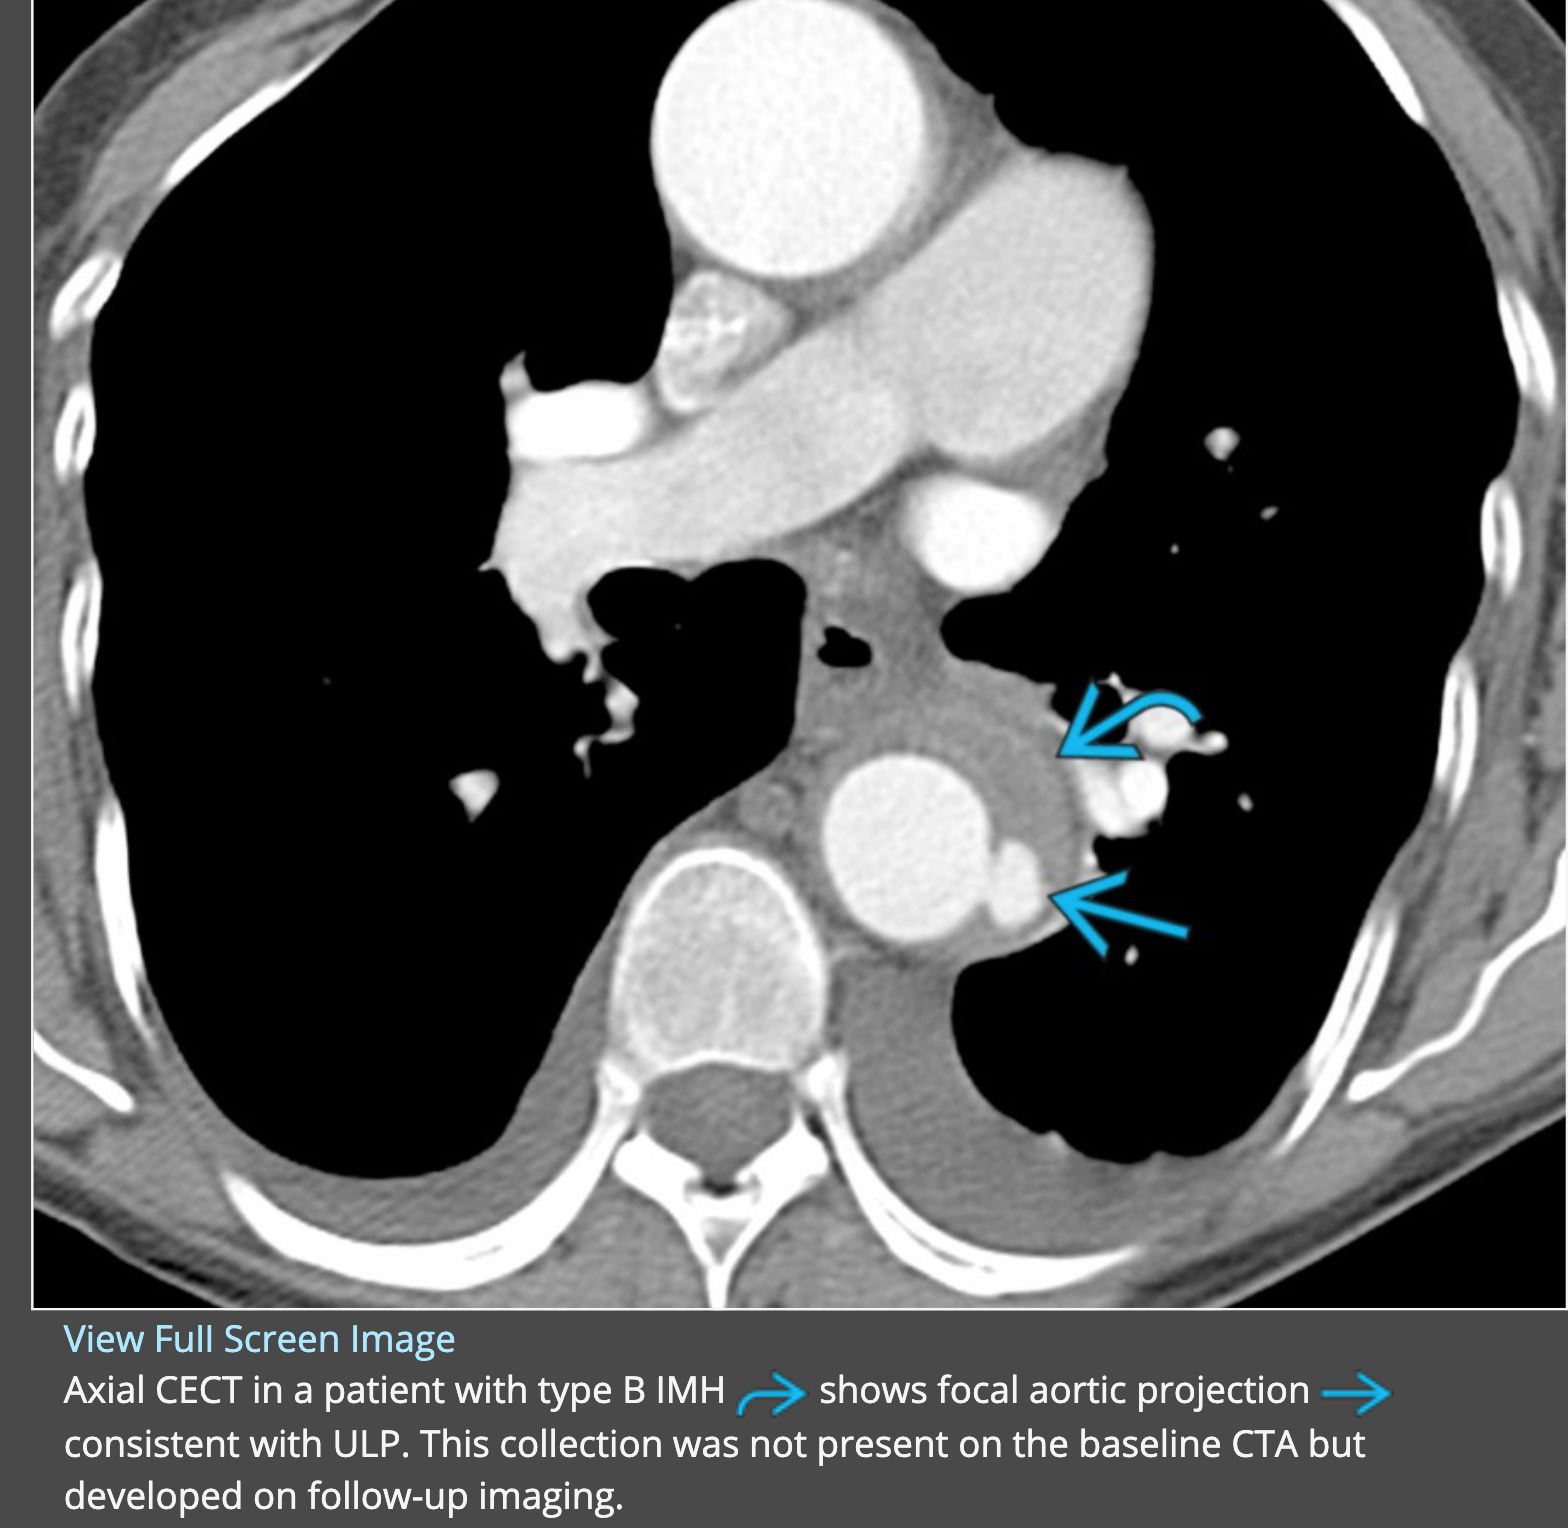 View Full Screen Image
Axial CECT in a patient with type B IMH shows focal aortic projection
consistent with ULP. This collection was not present on the baseline CTA but
developed on follow-up imaging.